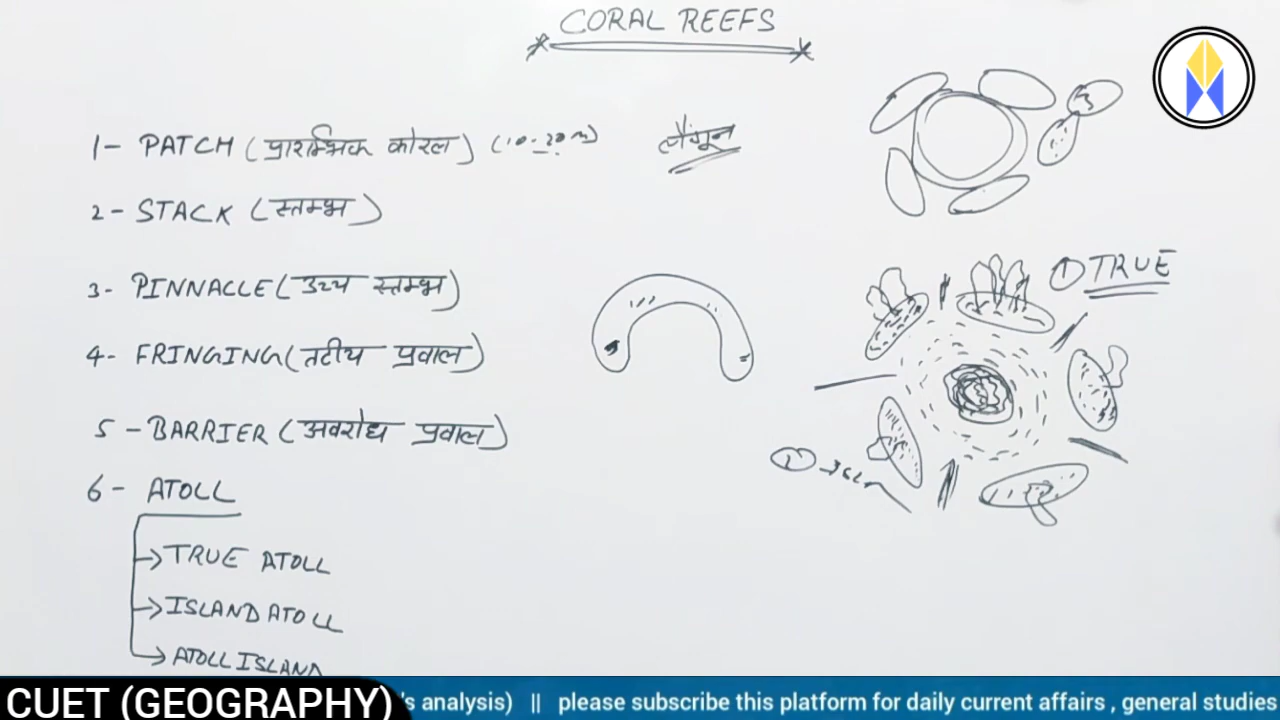 CORAL REEFS
1- PATCH (प्रारम्भिक कोरल) (10-20m) लैगून
2- STACK (स्तम्भ)
3- PINNACLE (उच्च स्तम्भ)
① TRUE
4- FRINGING (तटीय प्रवाल)
5- BARRIER (अवरोध प्रवाल)
6- ATOLL
→ TRUE ATOLL
→ ISLAND ATOLL
→ ATOLL ISLAND
CUET (GEOGRAPHY)
's analysis) || please subscribe this platform for daily current affairs , general studies